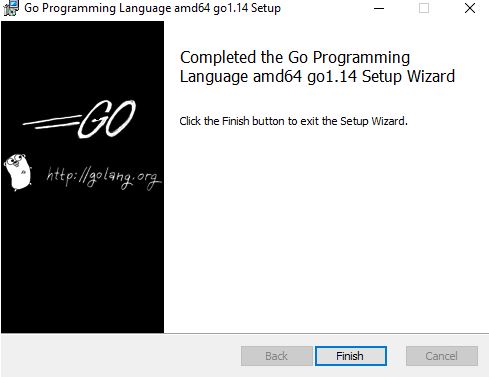 Go Programming Language amd64 go1.14 Setup
Completed the Go Programming
Language amd64 go1.14 Setup Wizard
Click the Finish button to exit the Setup Wizard.
GO
http://golang.org
Back Finish Cancel